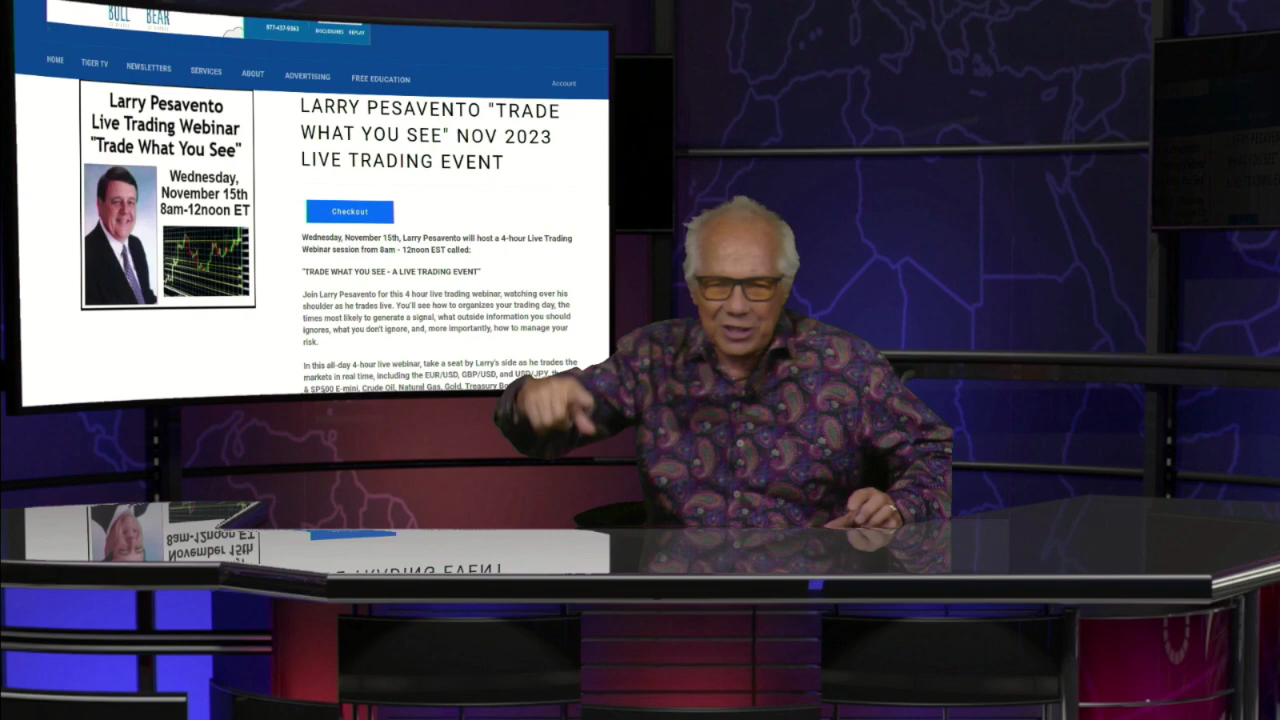 BULL BEAR
877-437-9863 DISCLOSURES REPLAY
HOME TIGER TV NEWSLETTERS SERVICES ABOUT ADVERTISING FREE EDUCATION Account
Larry Pesavento
Live Trading Webinar
"Trade What You See"
Wednesday,
November 15th
8am-12noon ET
LARRY PESAVENTO "TRADE
WHAT YOU SEE" NOV 2023
LIVE TRADING EVENT
Checkout
Wednesday, November 15th, Larry Pesavento will host a 4-hour Live Trading
Webinar session from 8am - 12noon EST called:
"TRADE WHAT YOU SEE - A LIVE TRADING EVENT"
Join Larry Pesavento for this 4 hour live trading webinar, watching over his
shoulder as he trades live. You'll see how to organizes your trading day, the
times most likely to generate a signal, what outside information you should
ignores, what you don't ignore, and, more importantly, how to manage your
risk.
In this all-day 4-hour live webinar, take a seat by Larry's side as he trades the
markets in real time, including the EUR/USD, GBP/USD, and USD/JPY,
& SP500 E-mini, Crude Oil, Natural Gas, Gold, Treasury